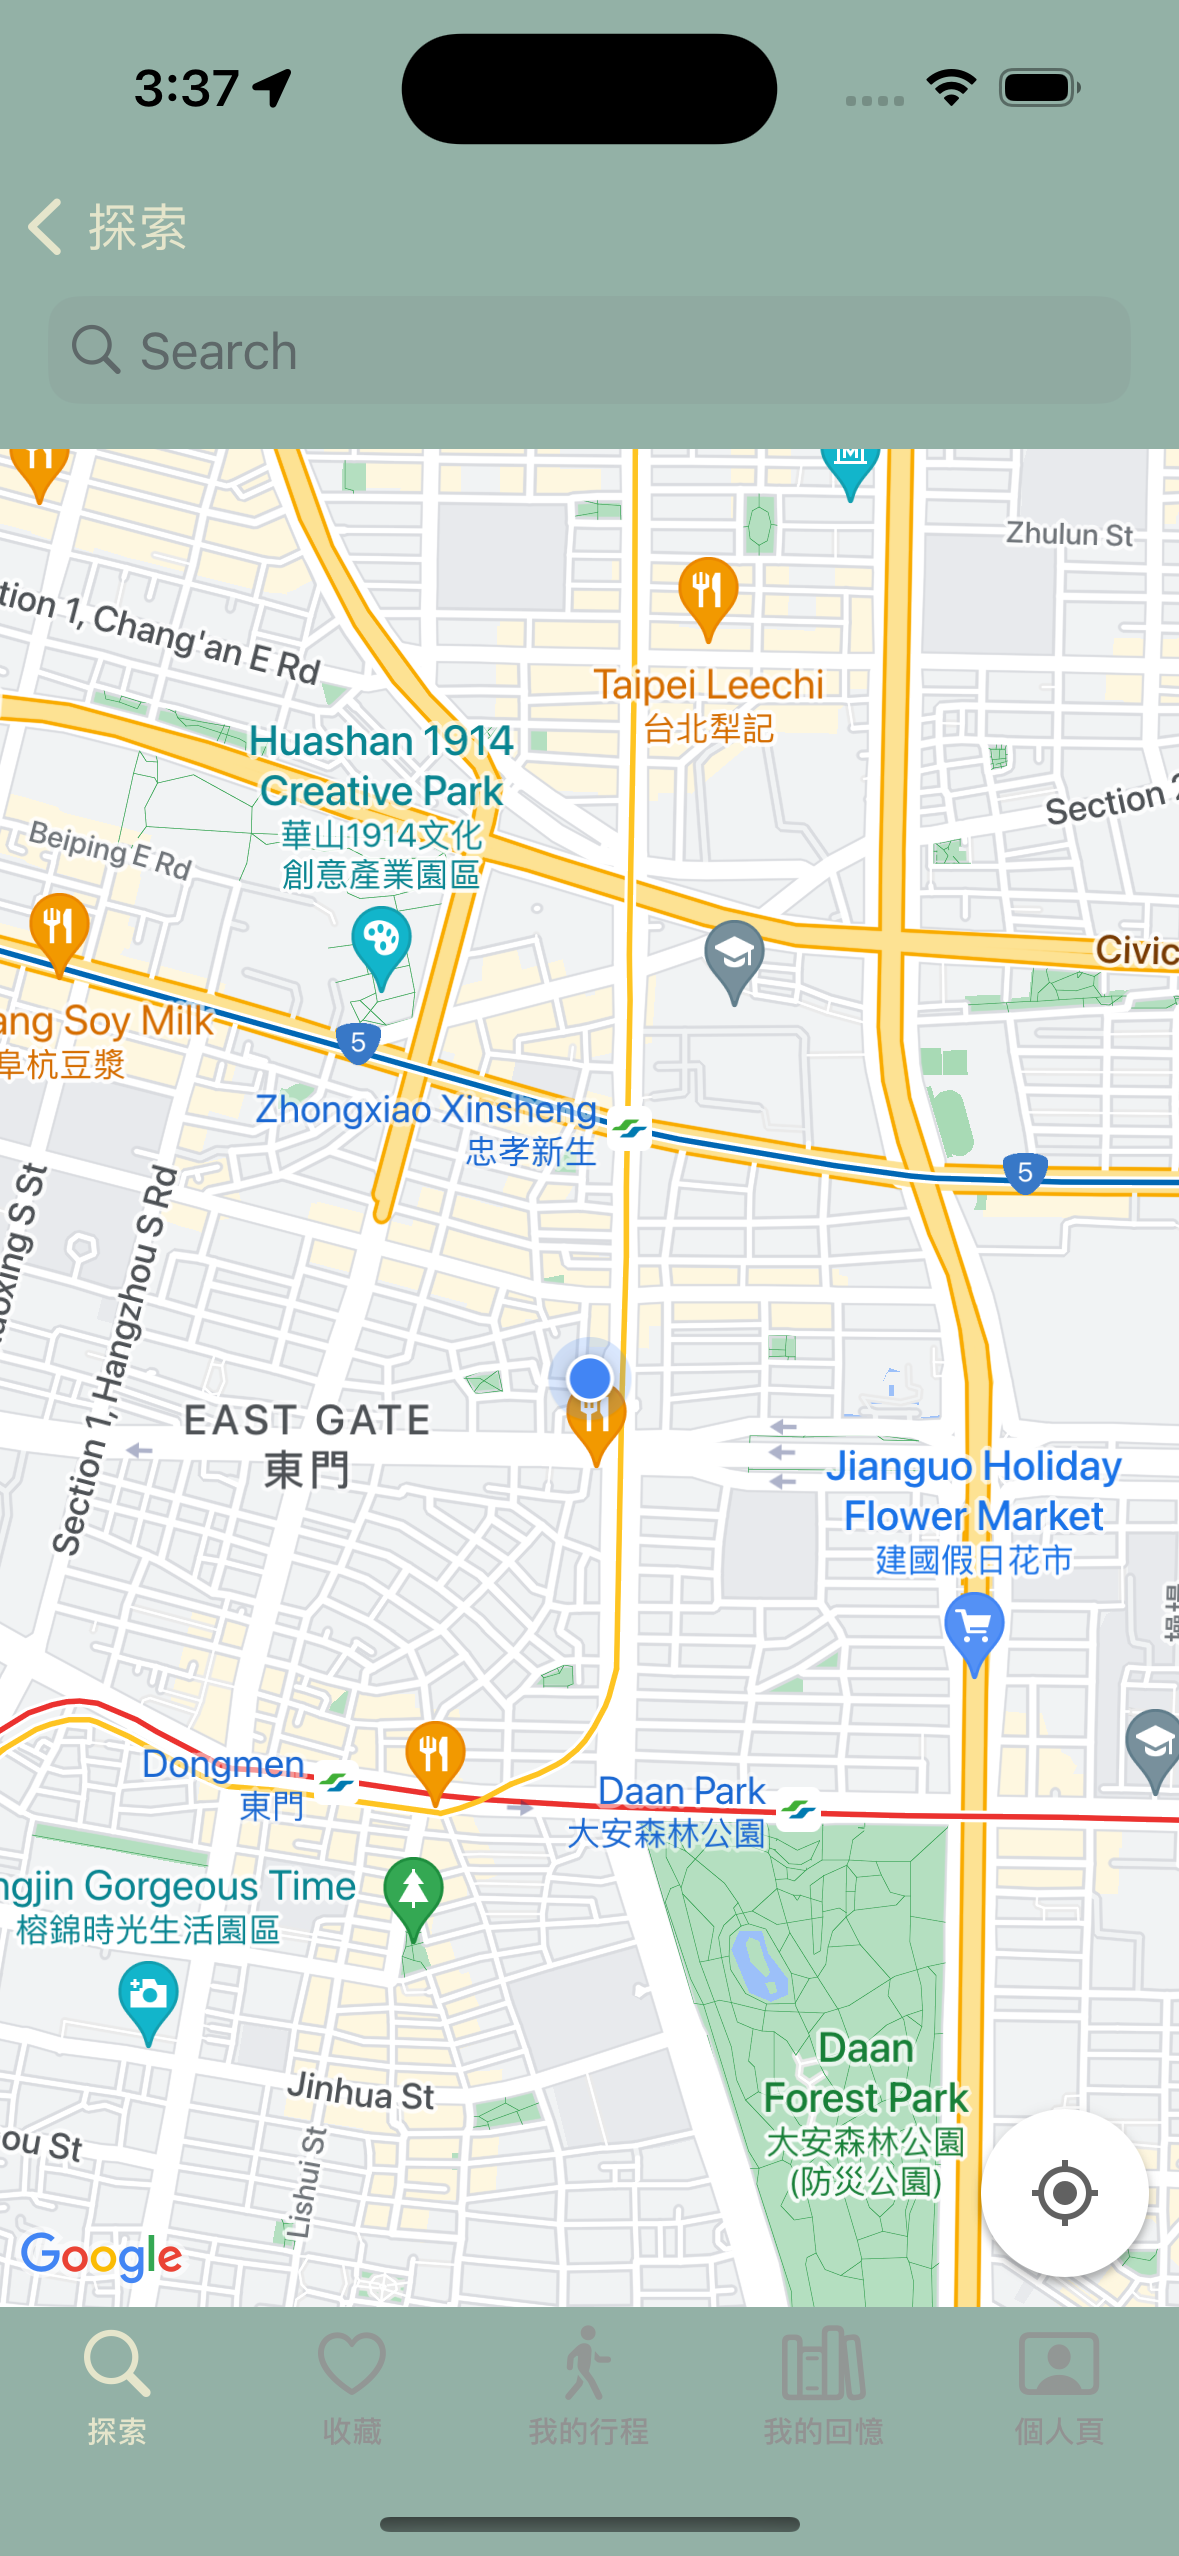 3:37
探索
Search
Zhulun St
tion 1, Chang'an E Rd
Taipei Leechi
台北犁記
Huashan 1914
Creative Park
華山1914文化
創意產業園區
Section 2
Beiping E Rd
Civic
ang Soy Milk
阜杭豆漿
5
Zhongxiao Xinsheng
忠孝新生
5
Section 1, Hangzhou S Rd
oxing S St
EAST GATE
東門
Jianguo Holiday
Flower Market
建國假日花市
Dongmen
東門
Daan Park
大安森林公園
ngjin Gorgeous Time
榕錦時光生活園區
Daan
Forest Park
大安森林公園
(防災公園)
Jinhua St
ou St
Lishui St
Google
探索
收藏
我的行程
我的回憶
個人頁